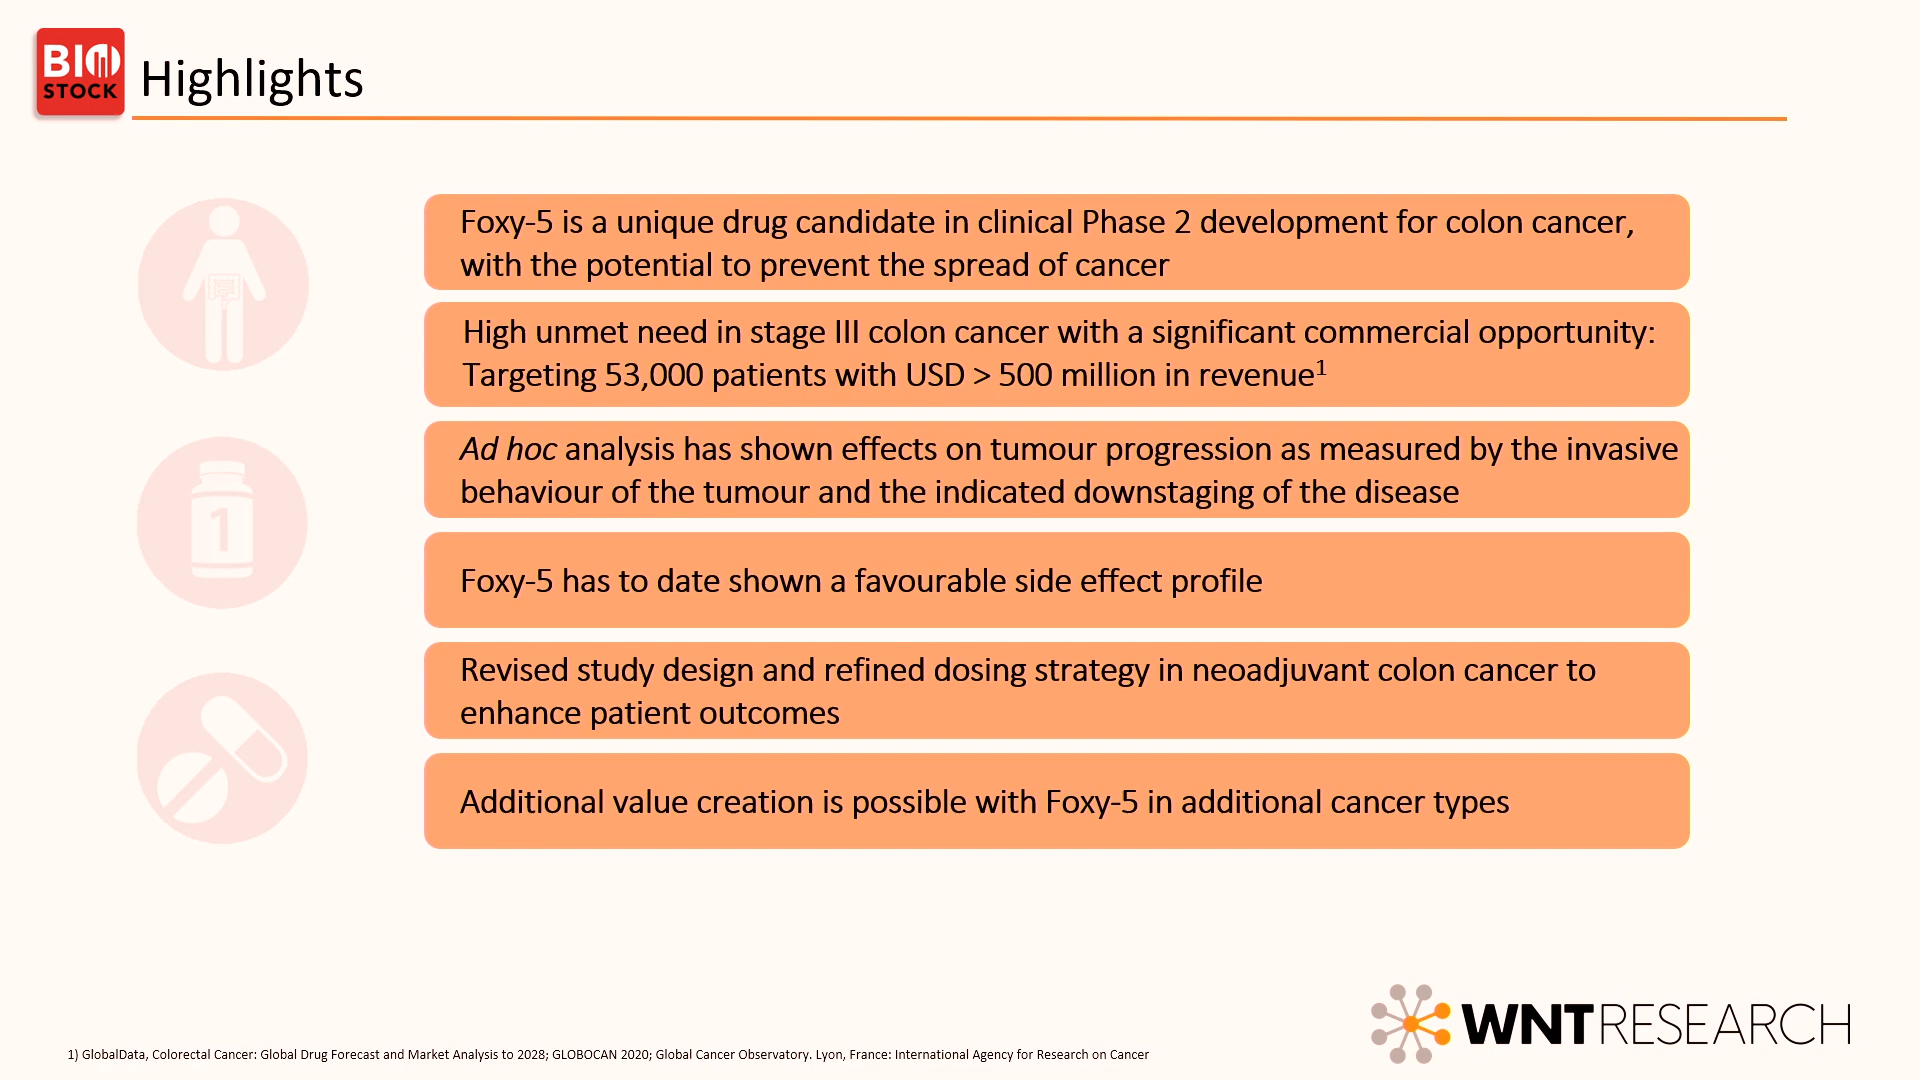 BIO
STOCK
Highlights
Foxy-5 is a unique drug candidate in clinical Phase 2 development for colon cancer,
with the potential to prevent the spread of cancer
High unmet need in stage III colon cancer with a significant commercial opportunity:
Targeting 53,000 patients with USD > 500 million in revenue¹
Ad hoc analysis has shown effects on tumour progression as measured by the invasive
behaviour of the tumour and the indicated downstaging of the disease
1
Foxy-5 has to date shown a favourable side effect profile
Revised study design and refined dosing strategy in neoadjuvant colon cancer to
enhance patient outcomes
Additional value creation is possible with Foxy-5 in additional cancer types
WNTRESEARCH
1) GlobalData, Colorectal Cancer: Global Drug Forecast and Market Analysis to 2028; GLOBOCAN 2020; Global Cancer Observatory. Lyon, France: International Agency for Research on Cancer